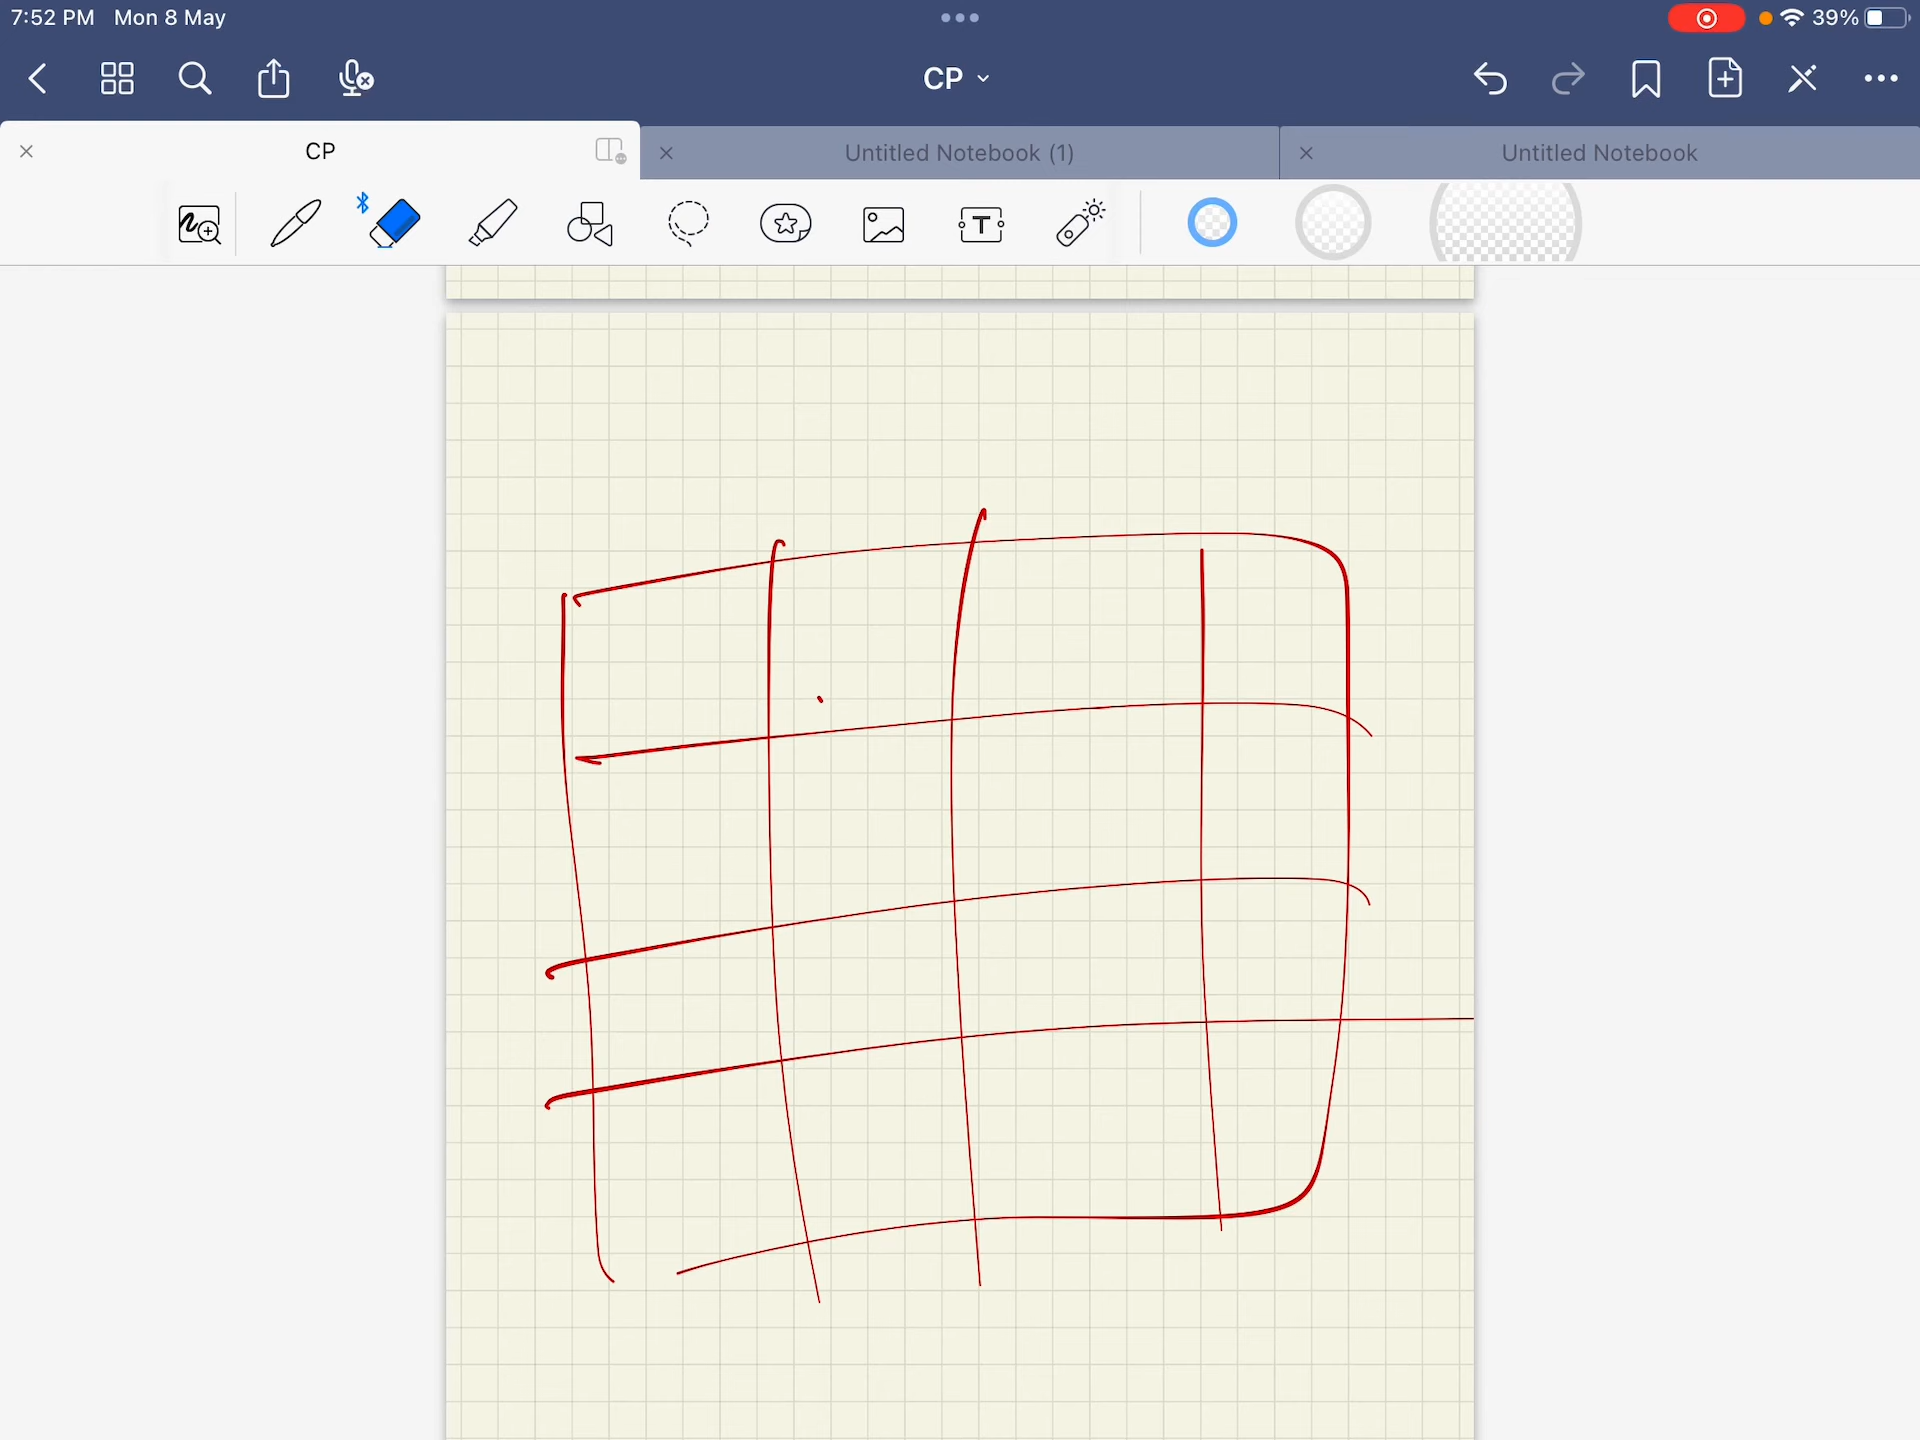 7:52 PM Mon 8 May
39%
CP
CP
Untitled Notebook (1)
Untitled Notebook
T